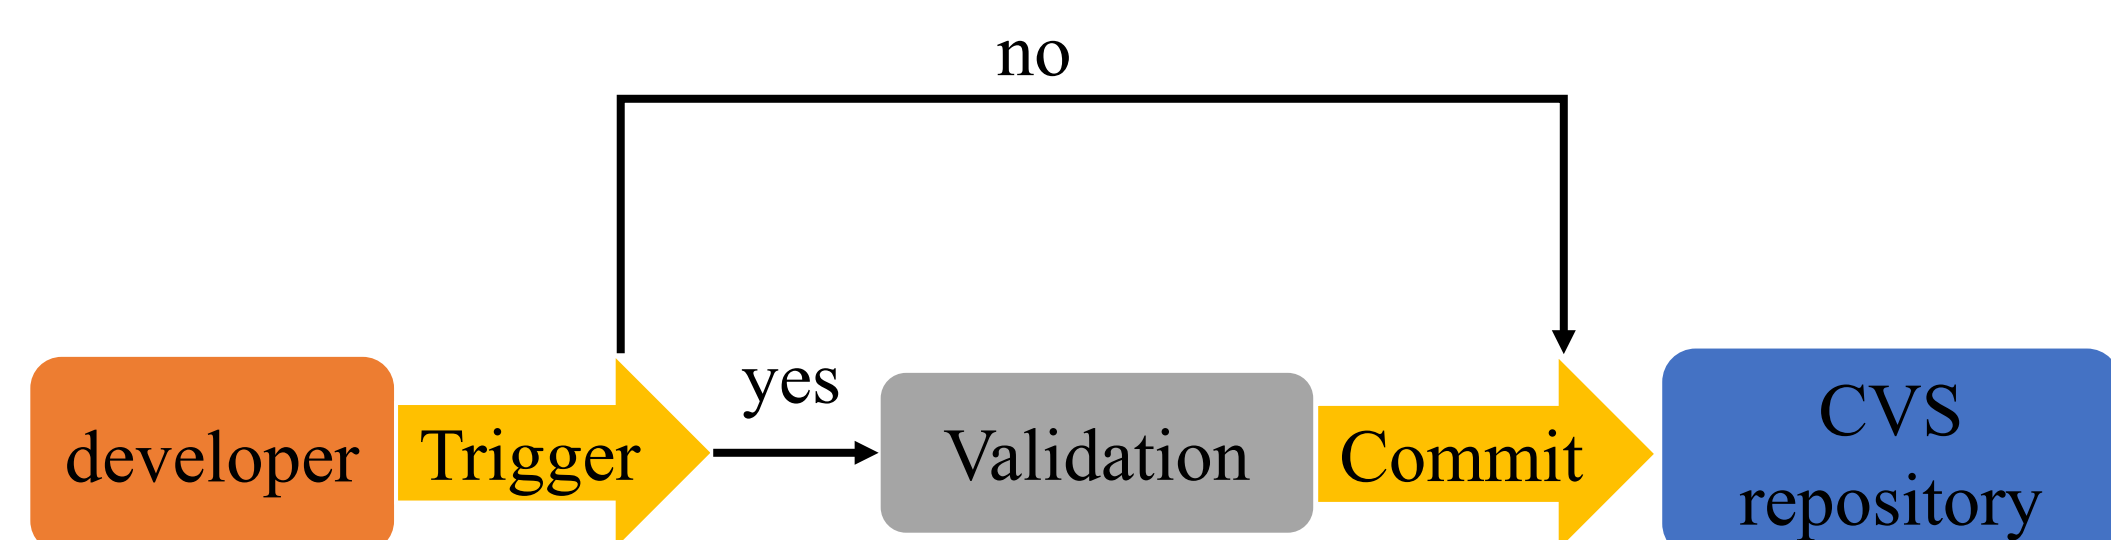 no
yes
developer
Trigger
Validation
Commit
CVS
repository